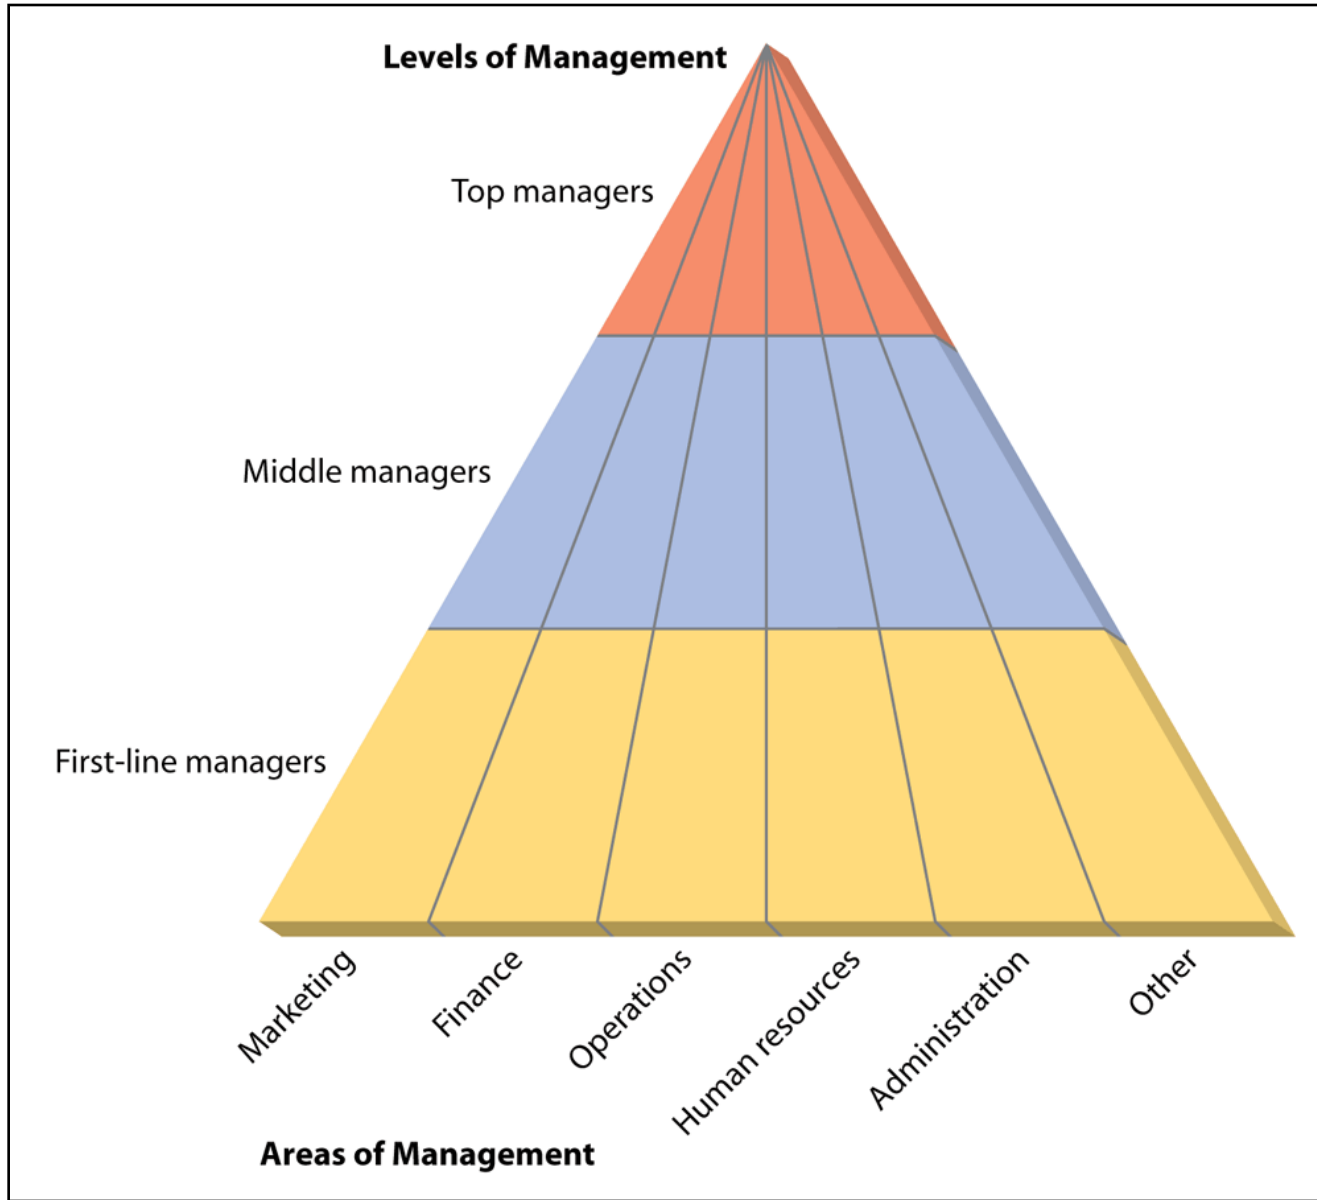 Levels of Management
Top managers
Middle managers
First-line managers
Marketing
Finance
Operations
Human resources
Administration
Other
Areas of Management